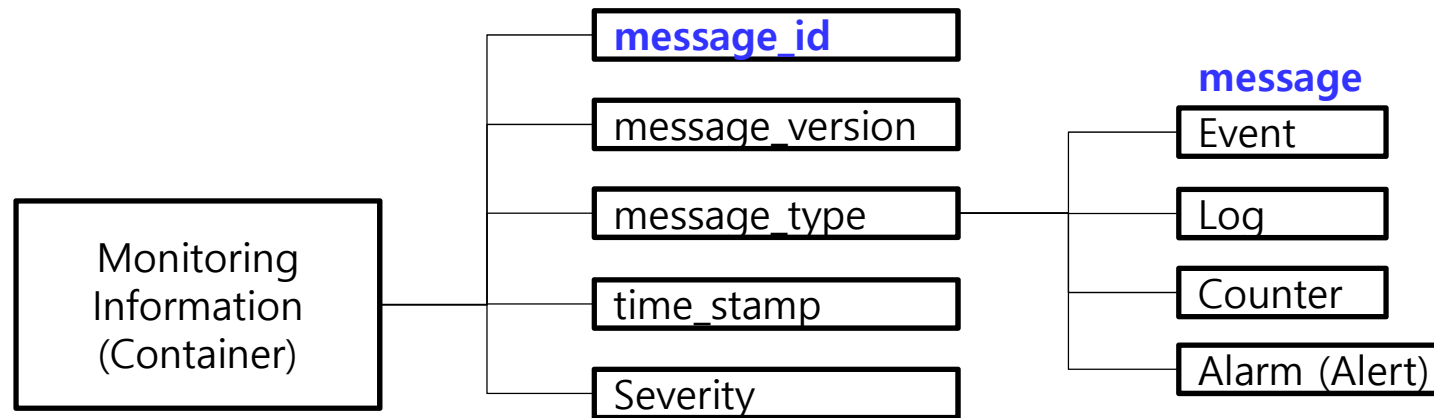 message_id
message
message_version
Event
message_type
Log
Monitoring
Information
(Container)
time_stamp
Counter
Severity
Alarm (Alert)